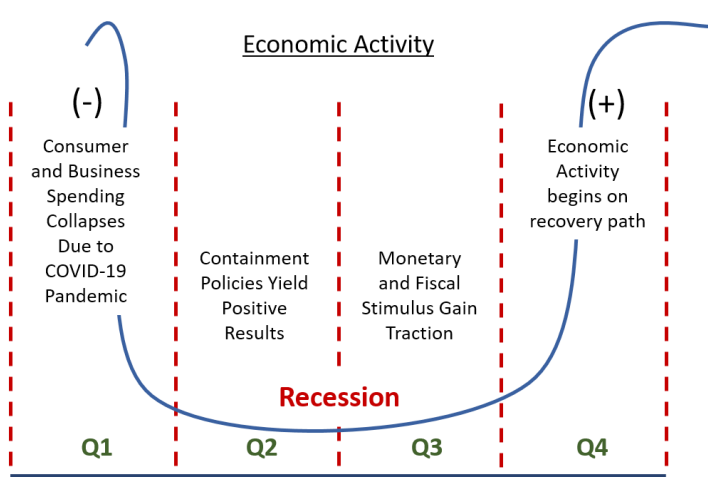 Economic Activity
(-)
Consumer
and Business
Spending
Collapses
Due to
COVID-19
Pandemic
Containment
Policies Yield
Positive
Results
Monetary
and Fiscal
Stimulus Gain
Traction
(+)
Economic
Activity
begins on
recovery path
Recession
Q1
Q2
Q3
Q4